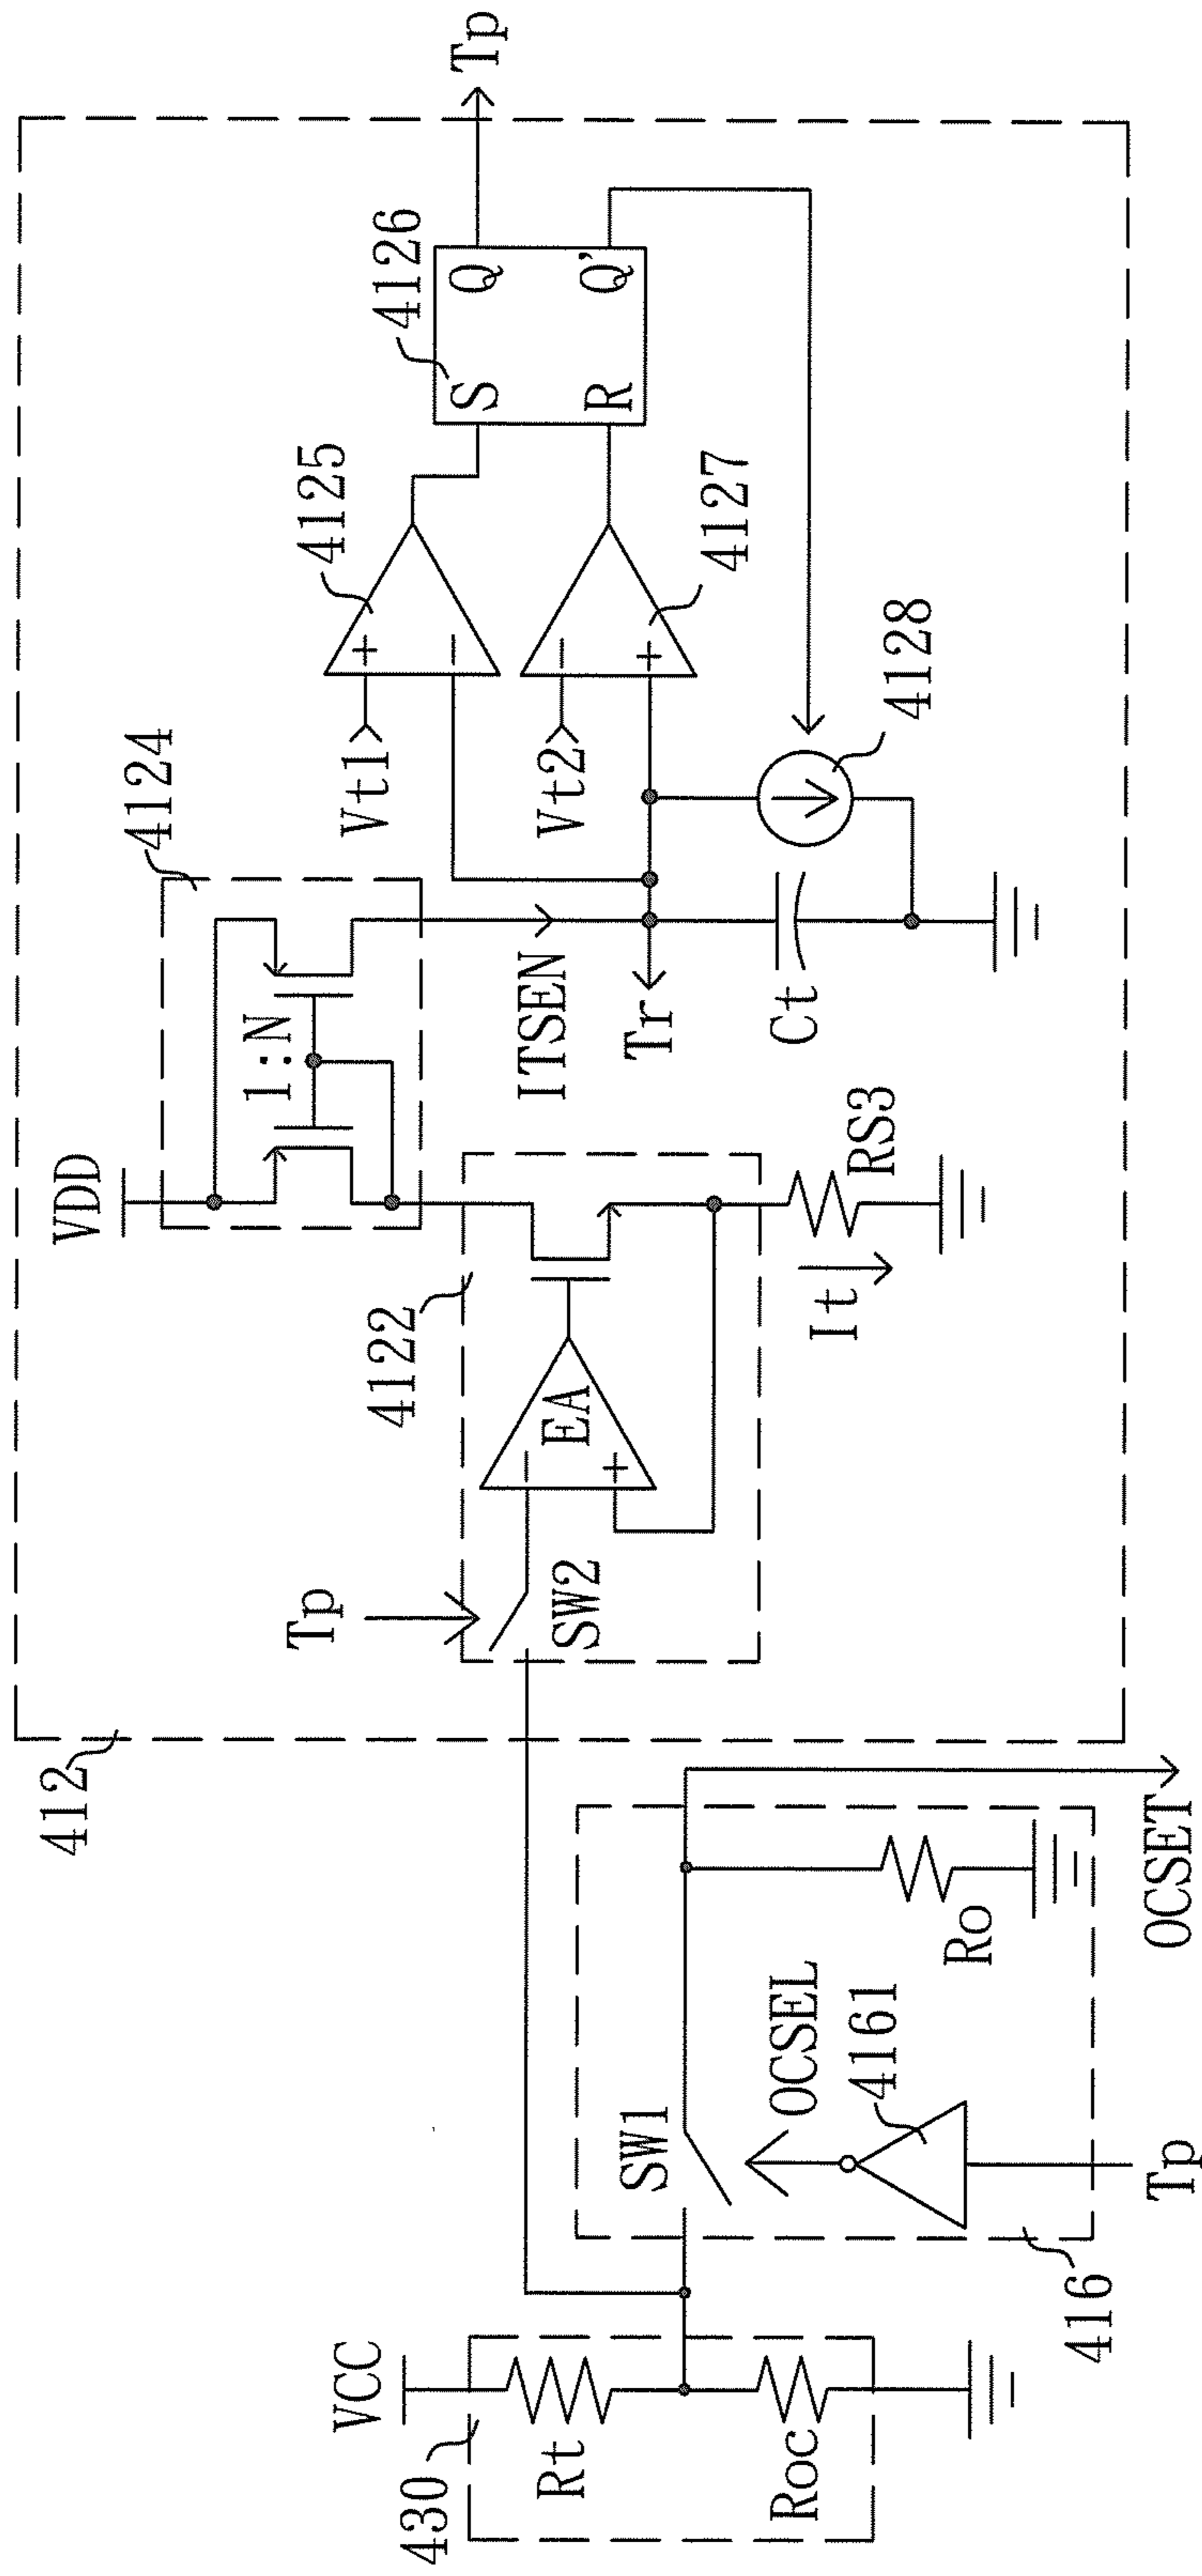 412
VDD
4124
1:N
ITSEN
Tr
Vt1
+
−
4125
Vt2
−
+
4127
4126
S
Q
R
Q'
Tp
4122
Tp
SW2
−
EA
+
It
RS3
Ct
4128
430
VCC
Rt
Roc
SW1
OCSEL
4161
Ro
416
Tp
OCSET